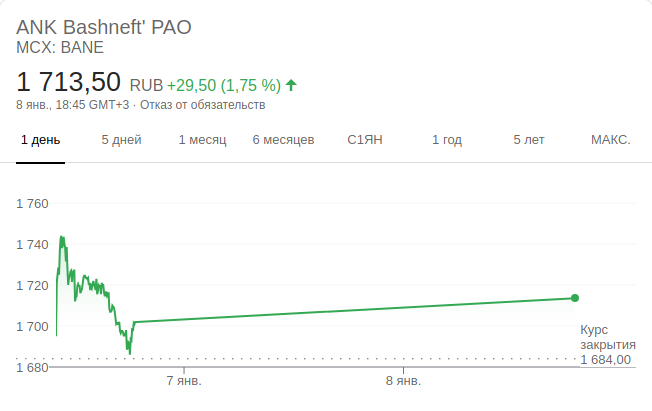 ANK Bashneft' PAO
MCX: BANE
1 713,50 RUB +29,50 (1,75 %)
8 янв., 18:45 GMT+3 · Отказ от обязательств
1 день 5 дней 1 месяц 6 месяцев С1ЯН 1 год 5 лет МАКС.
1 760
1 740
1 720
1 700
Курс
закрытия
1 684,00
1 680
7 янв. 8 янв.